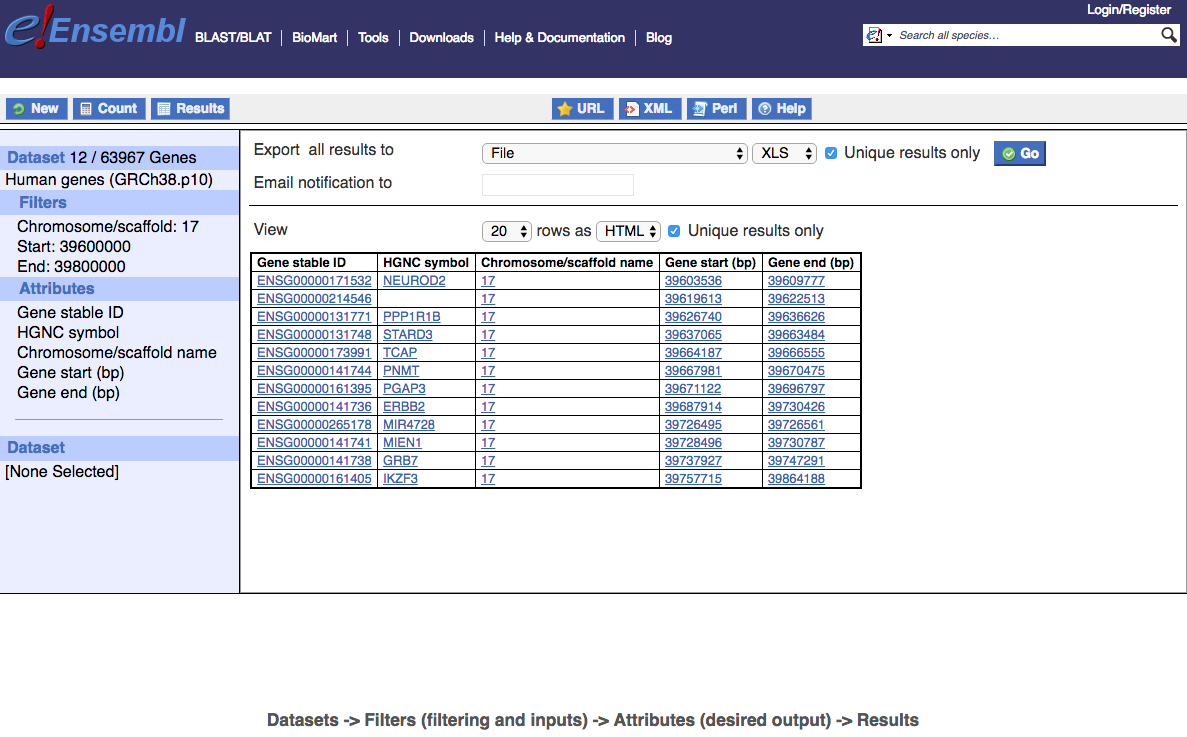 Login/Register
e!Ensembl BLAST/BLAT BioMart Tools Downloads Help & Documentation Blog e! Search all species…
New Count Results URL XML Perl Help
Dataset 12 / 63967 Genes
Human genes (GRCh38.p10)
Filters
Chromosome/scaffold: 17
Start: 39600000
End: 39800000
Attributes
Gene stable ID
HGNC symbol
Chromosome/scaffold name
Gene start (bp)
Gene end (bp)
Dataset
[None Selected]
Export all results to File XLS Unique results only Go
Email notification to
View 20 rows as HTML Unique results only
Gene stable ID HGNC symbol Chromosome/scaffold name Gene start (bp) Gene end (bp)
ENSG00000171532 NEUROD2 17 39603536 39609777
ENSG00000214546 17 39619613 39622513
ENSG00000131771 PPP1R1B 17 39626740 39636626
ENSG00000131748 STARD3 17 39637065 39663484
ENSG00000173991 TCAP 17 39664187 39666555
ENSG00000141744 PNMT 17 39667981 39670475
ENSG00000161395 PGAP3 17 39671122 39696797
ENSG00000141736 ERBB2 17 39687914 39730426
ENSG00000265178 MIR4728 17 39726495 39726561
ENSG00000141741 MIEN1 17 39728496 39730787
ENSG00000141738 GRB7 17 39737927 39747291
ENSG00000161405 IKZF3 17 39757715 39864188
Datasets -> Filters (filtering and inputs) -> Attributes (desired output) -> Results